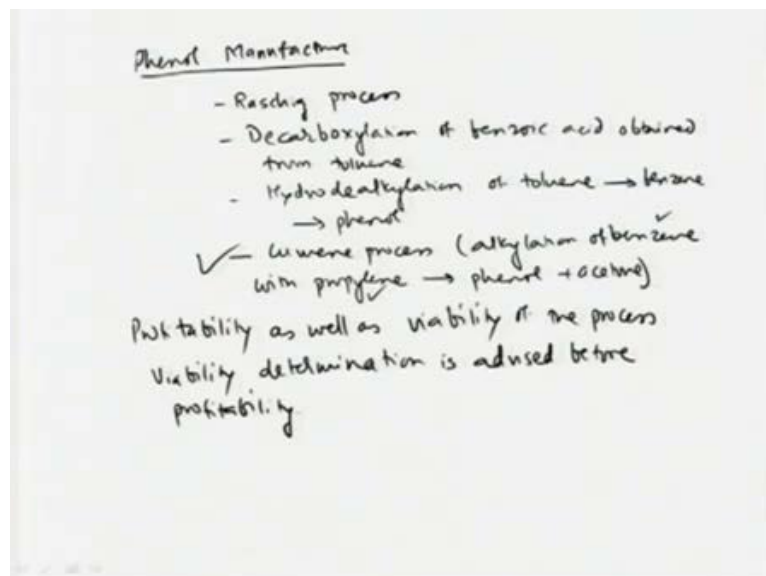 Phenol Manufacture
- Raschig process
- Decarboxylation of benzoic acid obtained
from toluene
- Hydrodealkylation of toluene → benzene
→ phenol
✓ - Cumene process (alkylation of benzene
with propylene → phenol + acetone)
Profitability as well as viability of the process
Viability determination is advised before
profitability